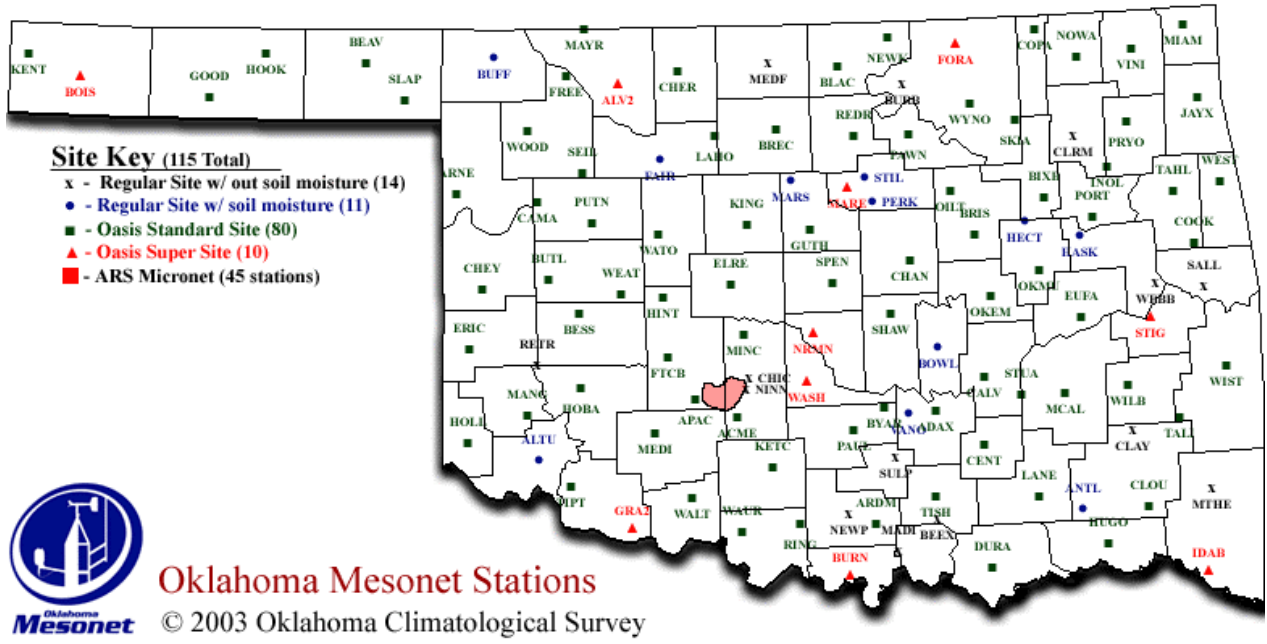 MIAM
BEAV
MAYR
COPA
NOWA
KENT
HOOK
GOOD
BOIS
SLAP
BUFF
FREE
ALV2
CHER
MEDF
BLAC
NEWK
FORA
VINI
BURB
JAYX
WOOD
SEIL
LAHO
BREC
REDR
PAWN
WYNO
SKIA
CLRM
PRYO
Site Key (115 Total)
x - Regular Site w/ out soil moisture (14)
• - Regular Site w/ soil moisture (11)
■ - Oasis Standard Site (80)
▲ - Oasis Super Site (10)
■ - ARS Micronet (45 stations)
ARNE
FAIR
MARS
MARE
STIL
PERK
OILT
BIXB
INOL
PORT
TAHL
WEST
CAMA
PUTN
KING
BRIS
COOK
WATO
GUTH
HECT
HASK
CHEY
BUTL
WEAT
ELRE
SPEN
CHAN
OKMU
SALL
HINT
OKEM
EUFA
WEBB
ERIC
BESS
RETR
MINC
NRMN
SHAW
BOWL
STIG
FTCB
CHIC
NINN
WASH
CALV
STUA
WIST
MANG
HOBA
APAC
ACME
BYAR
VANO
ADAX
MCAL
WILB
TALI
HOLL
ALTU
MEDI
KETC
PAUL
SULP
CENT
CLAY
LANE
ANTL
CLOU
MTHE
TIPT
GRA2
WALT
WAUR
RING
NEWP
ARDM
MADI
TISH
BEEX
DURA
HUGO
BURN
IDAB
Oklahoma
Mesonet
Oklahoma Mesonet Stations
© 2003 Oklahoma Climatological Survey